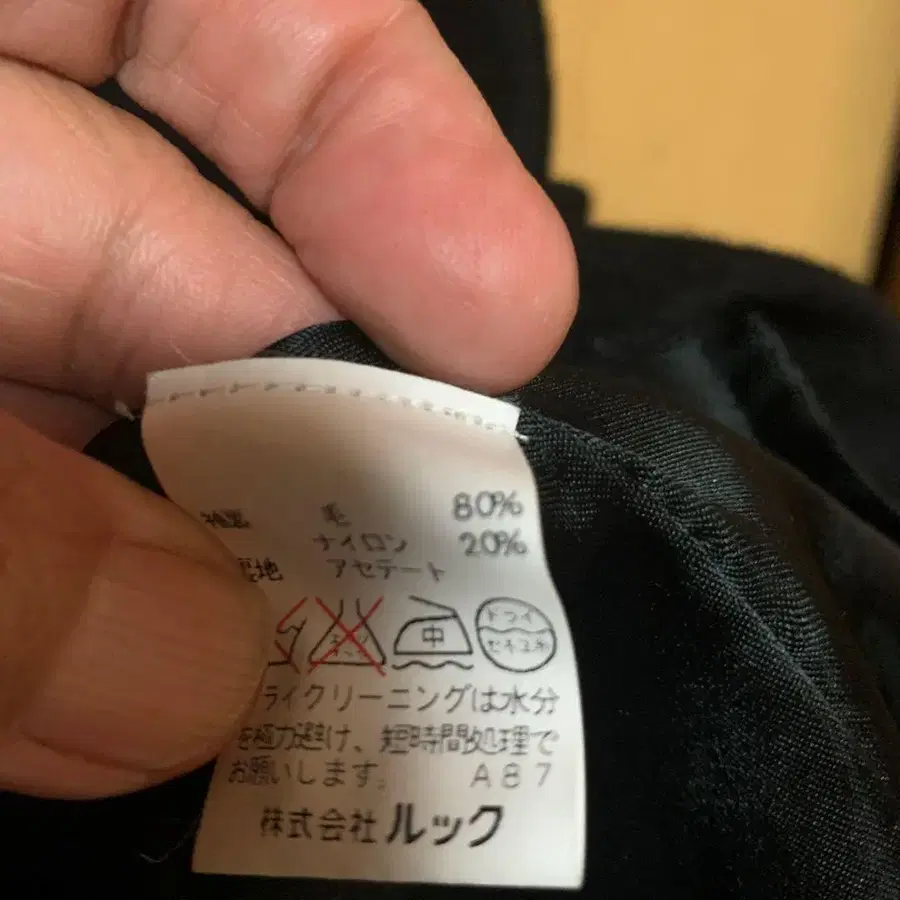 毛 80%
ナイロン 20%
裏地 アセテート
中 ドライ セキユ系
ライクリーニングは水分
を極力避け、短時間処理で
お願いします。 A87
株式会社 ルック